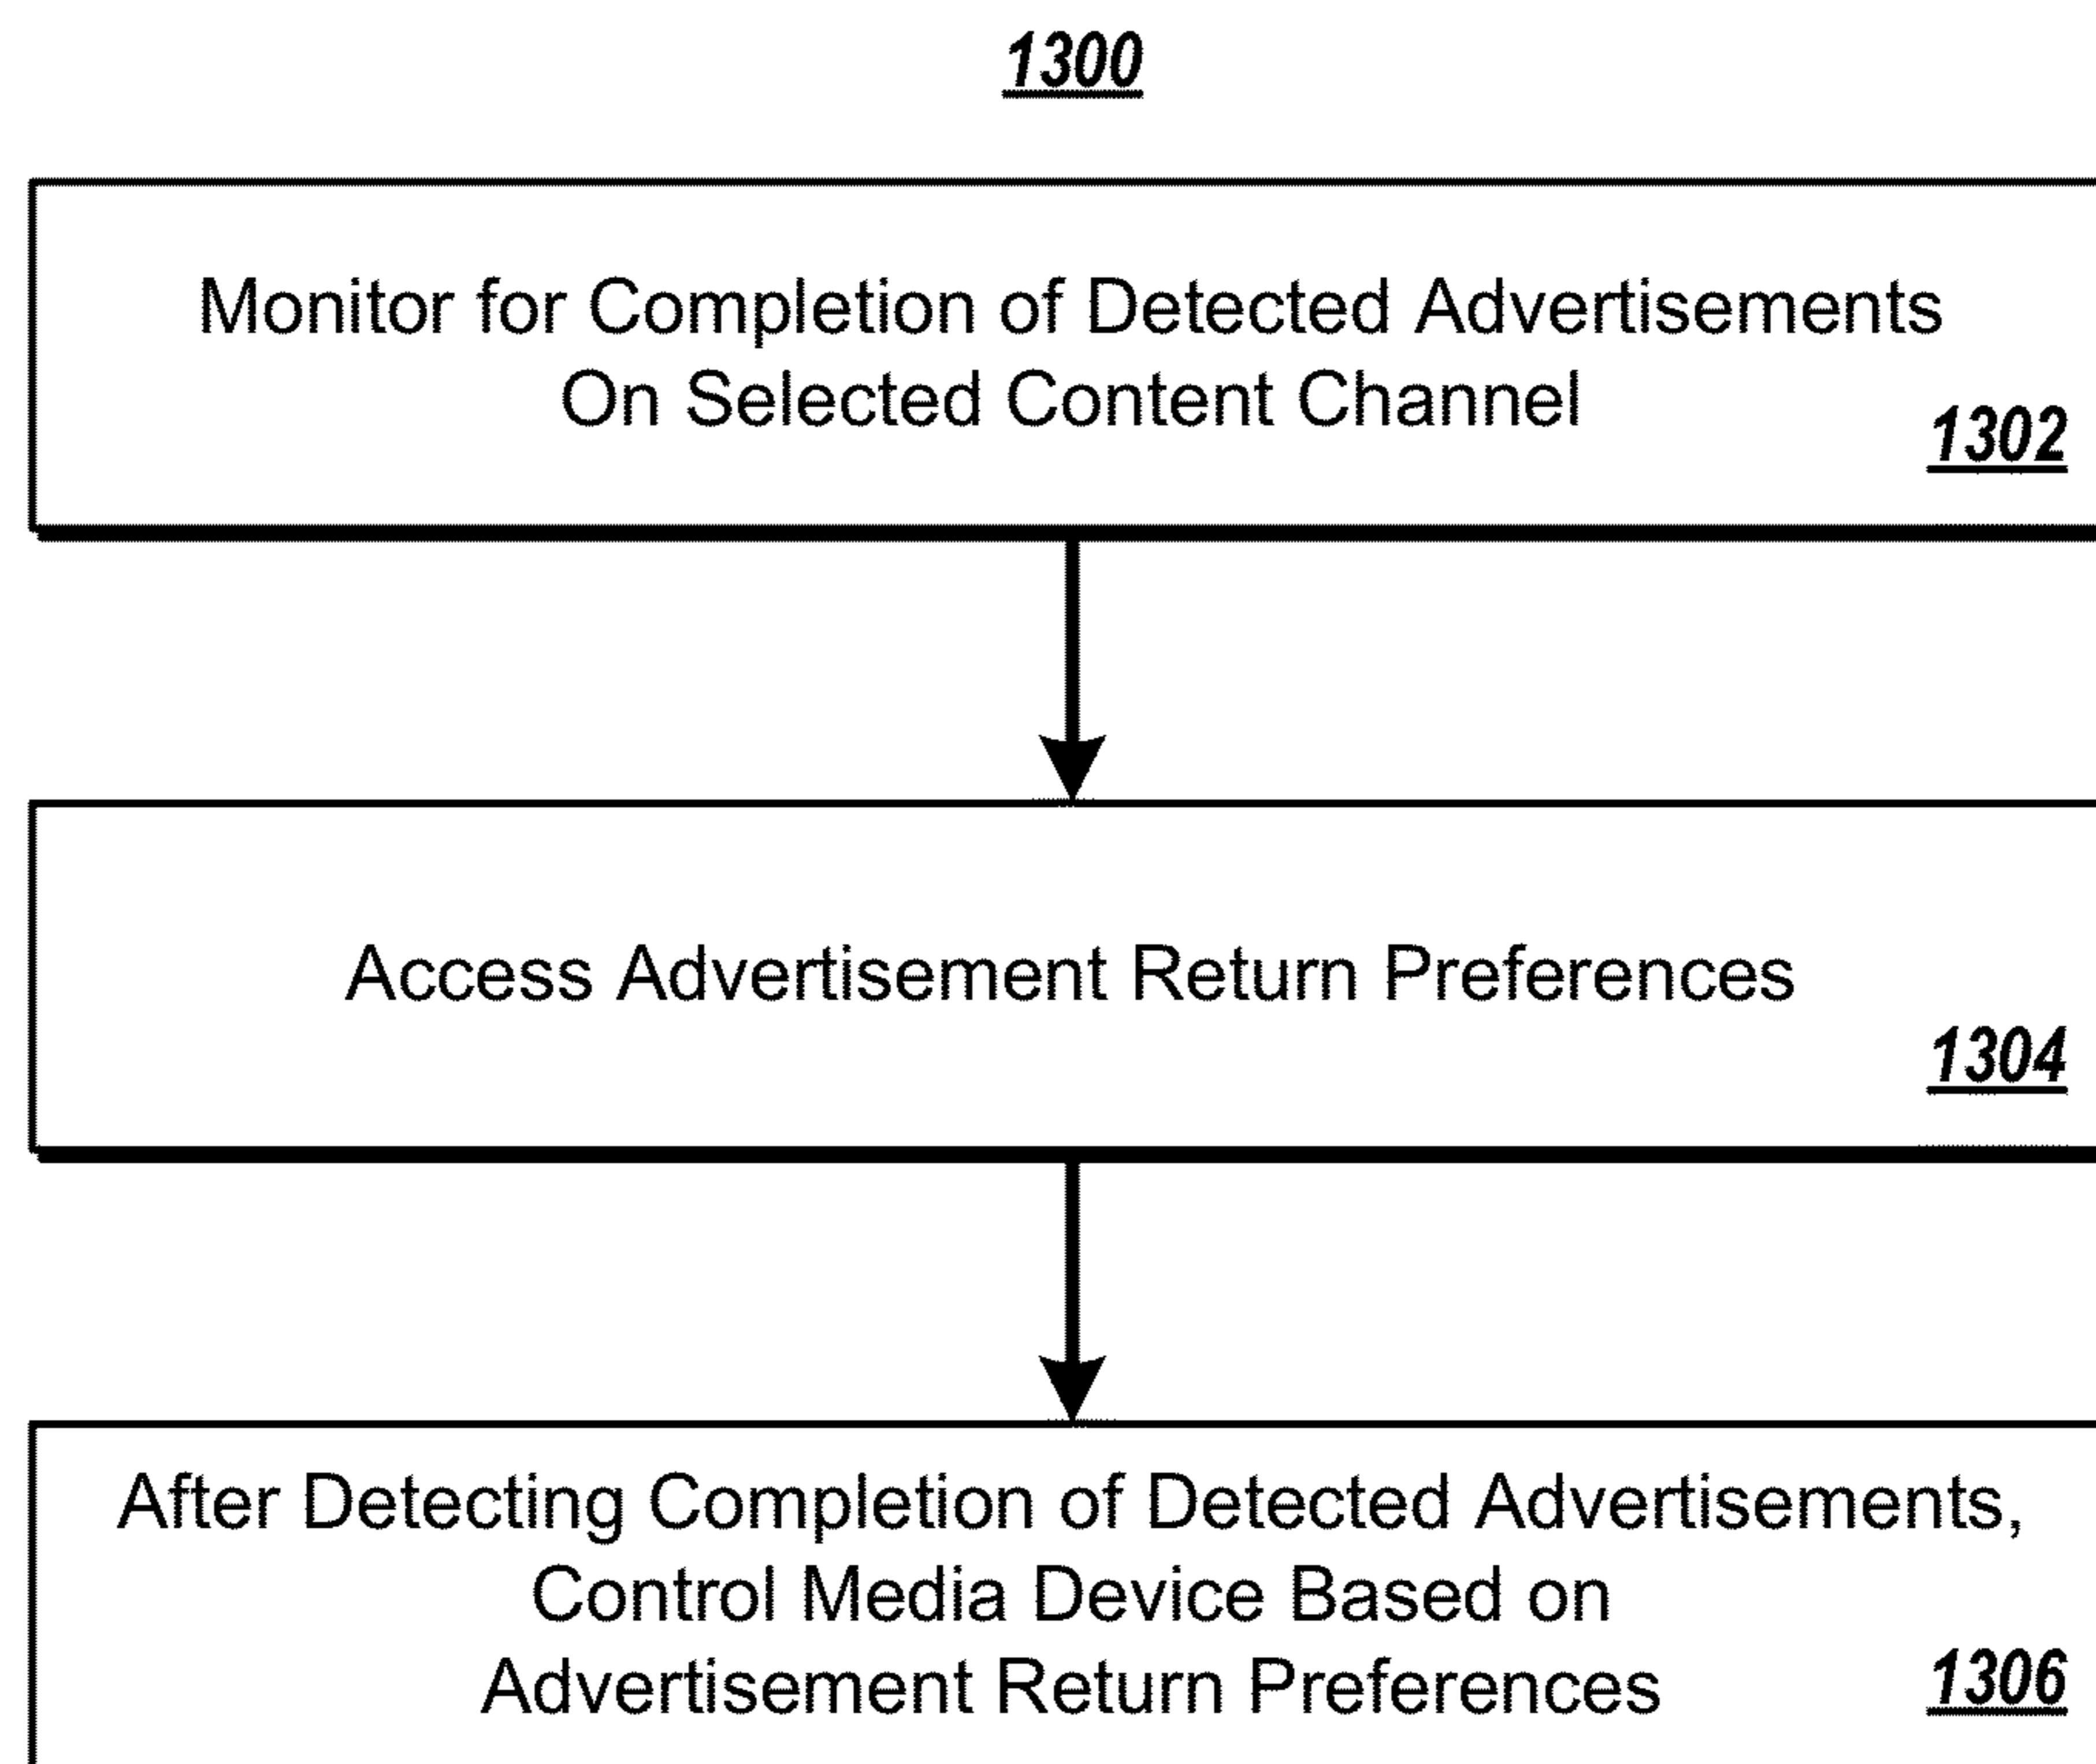 1300
Monitor for Completion of Detected Advertisements
On Selected Content Channel
1302
Access Advertisement Return Preferences
1304
After Detecting Completion of Detected Advertisements,
Control Media Device Based on
Advertisement Return Preferences
1306